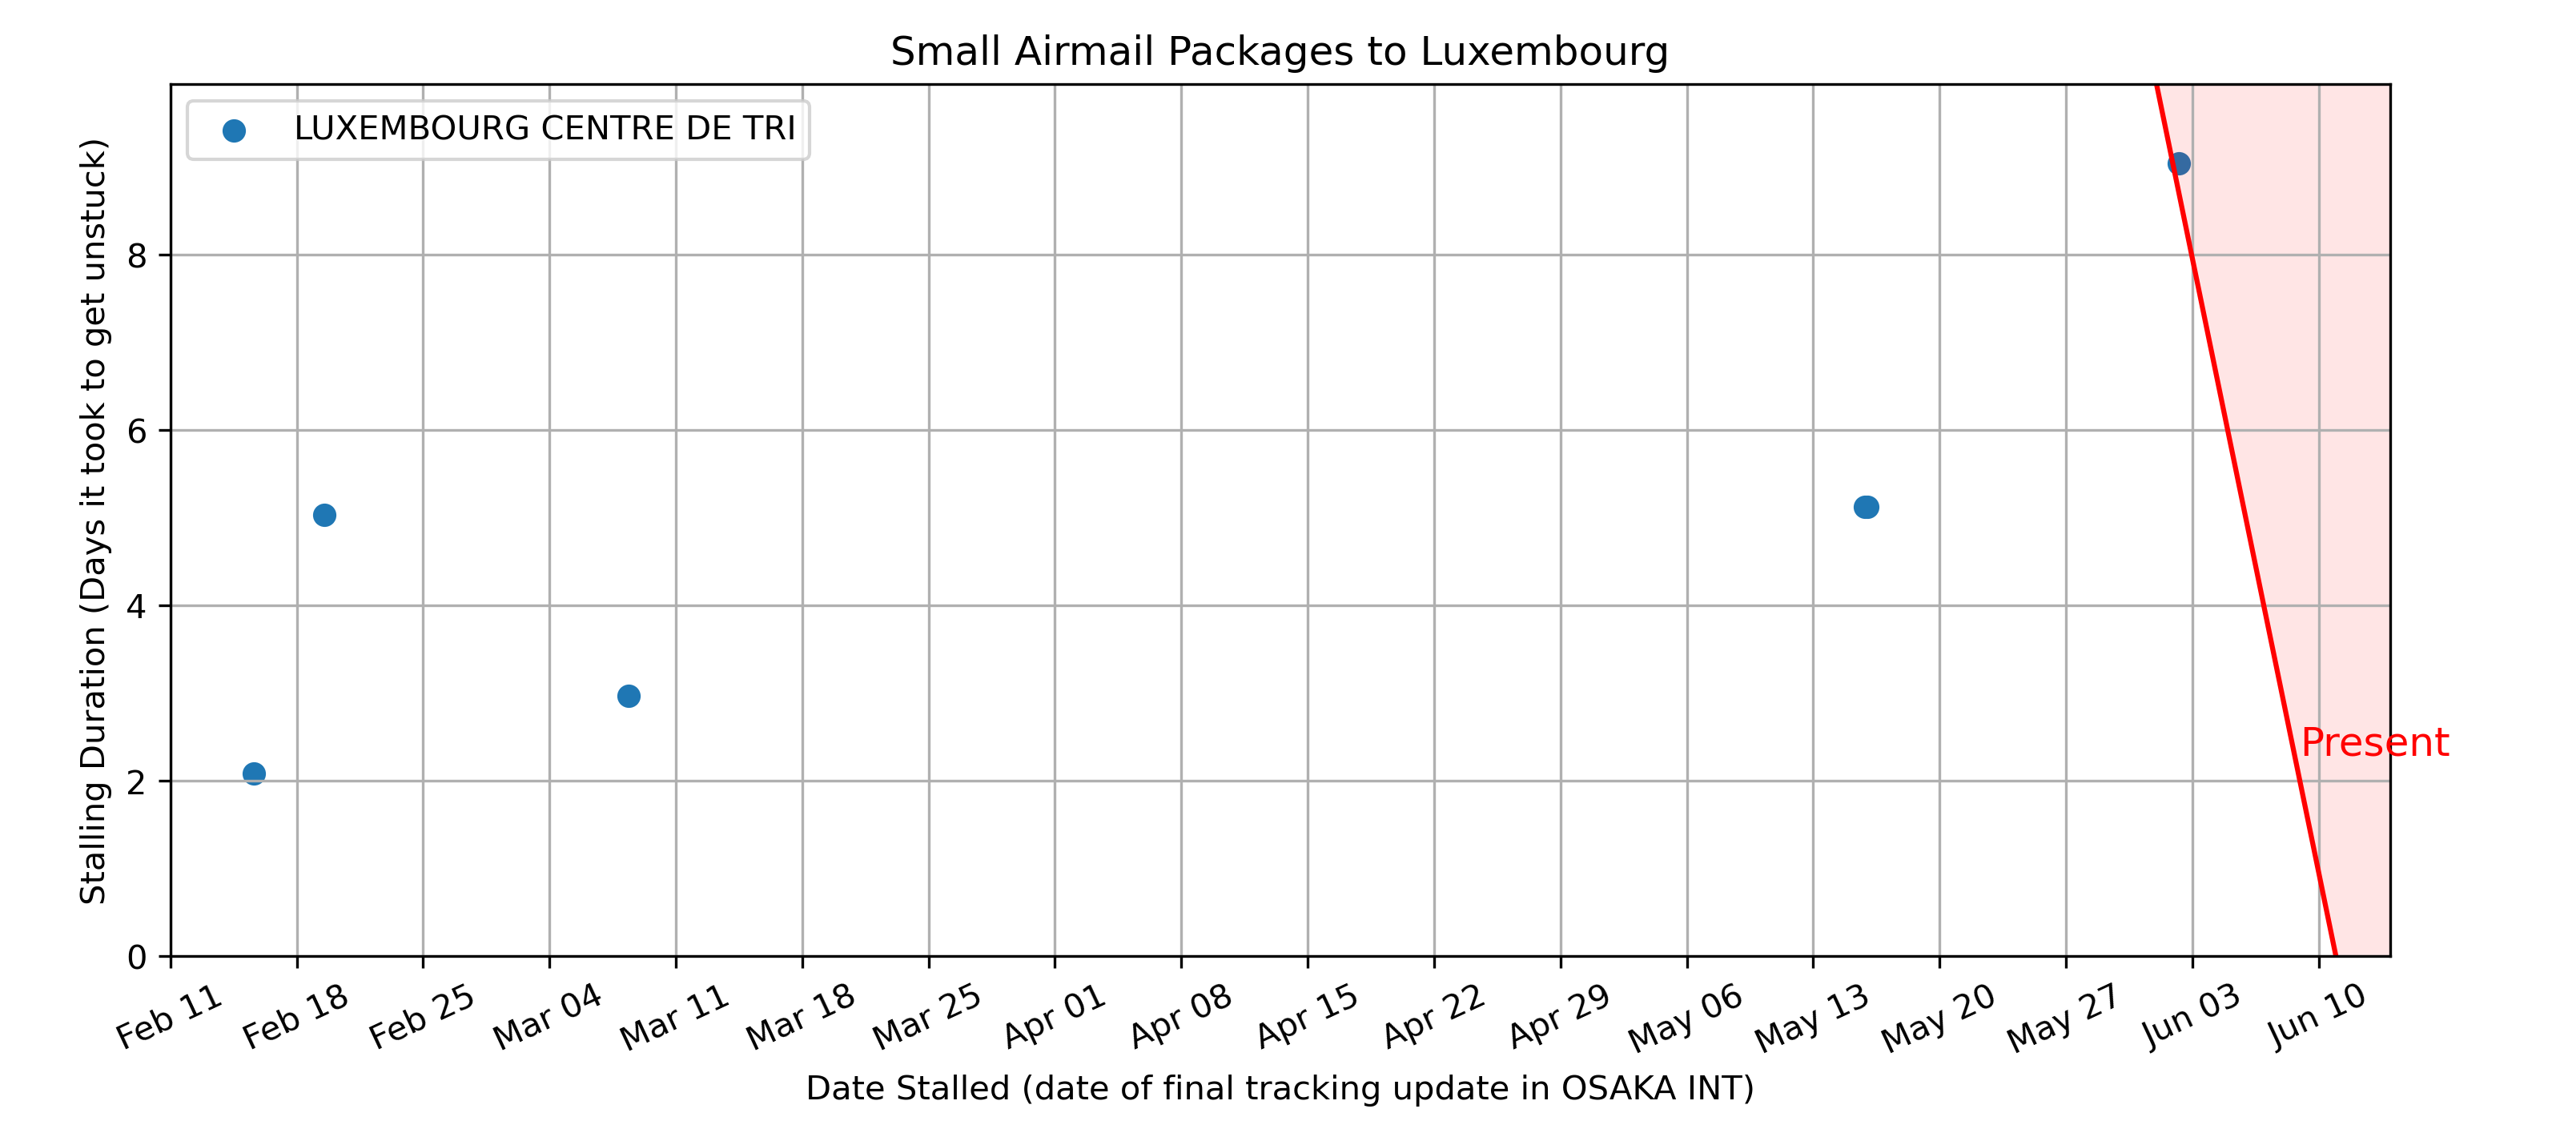 Small Airmail Packages to Luxembourg
LUXEMBOURG CENTRE DE TRI
Stalling Duration (Days it took to get unstuck)
8
6
4
2
0
Present
Feb 11
Feb 18
Feb 25
Mar 04
Mar 11
Mar 18
Mar 25
Apr 01
Apr 08
Apr 15
Apr 22
Apr 29
May 06
May 13
May 20
May 27
Jun 03
Jun 10
Date Stalled (date of final tracking update in OSAKA INT)